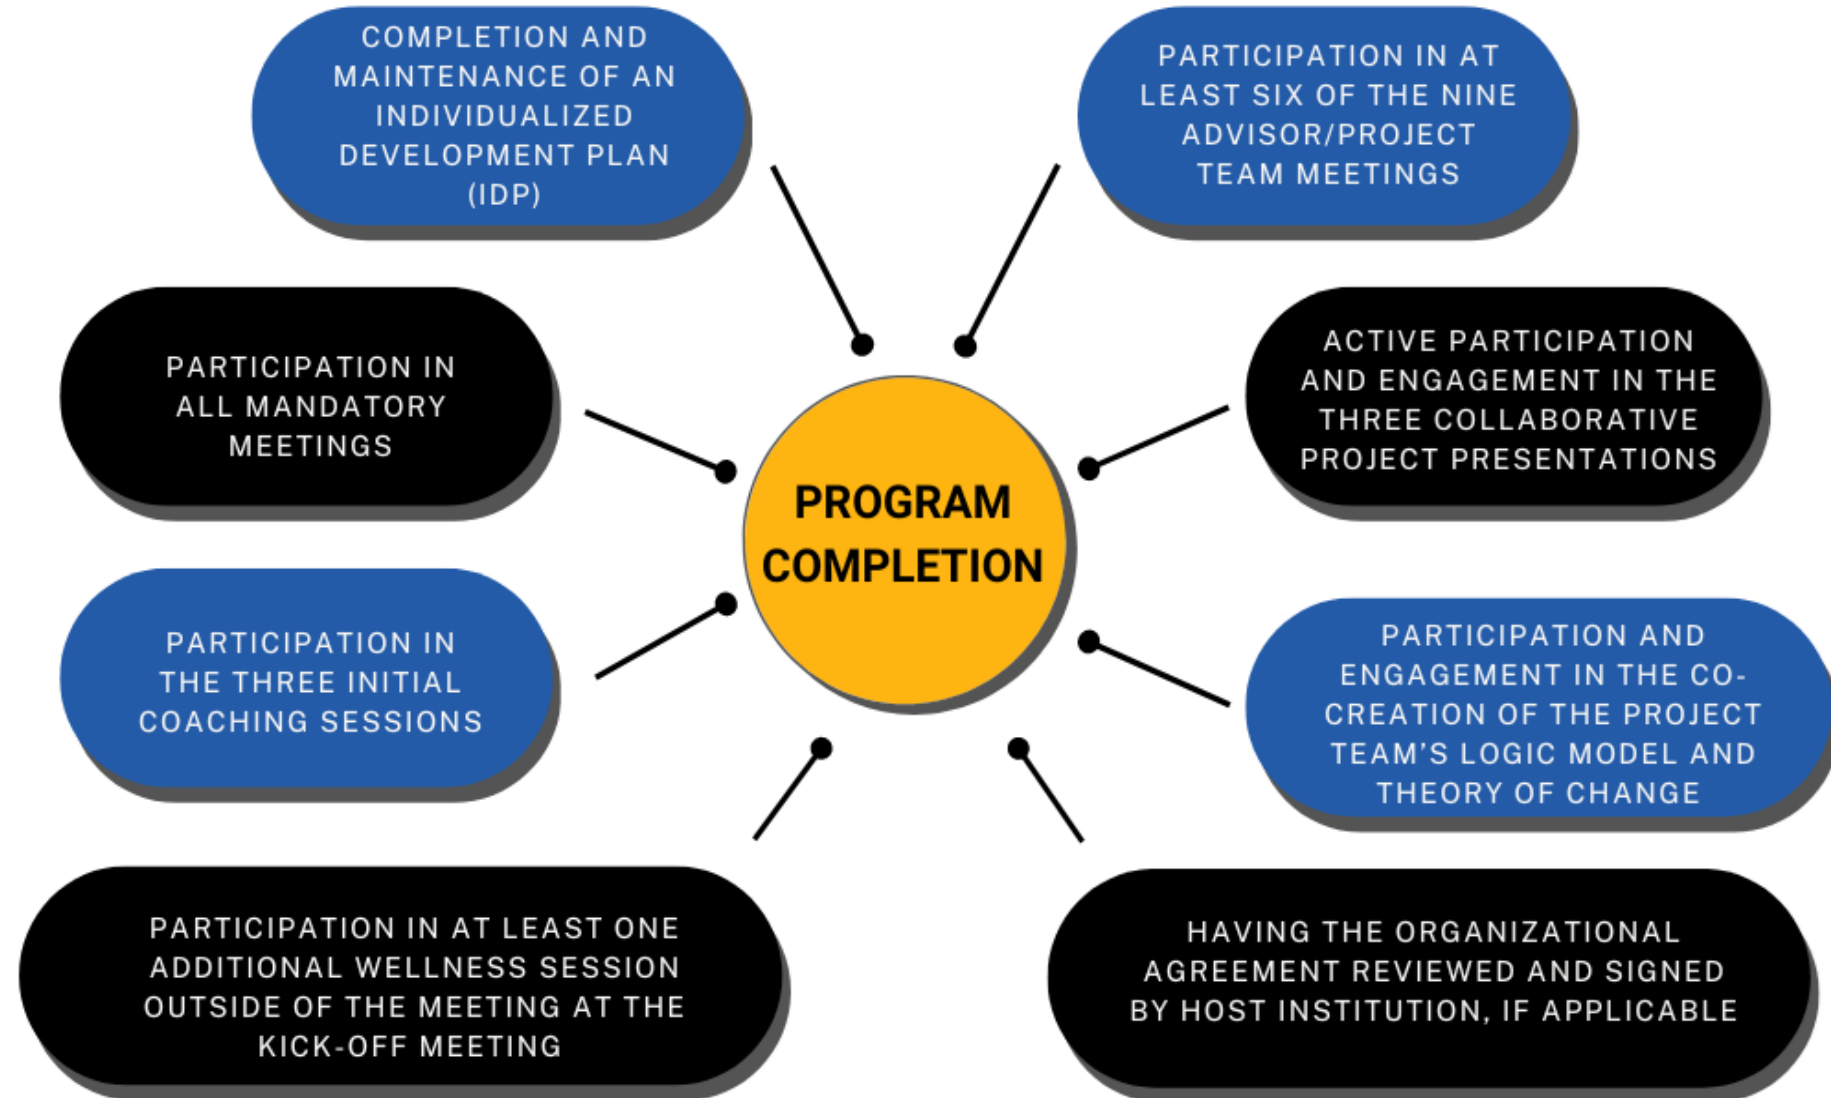 COMPLETION AND
MAINTENANCE OF AN
INDIVIDUALIZED
DEVELOPMENT PLAN
(IDP)
PARTICIPATION IN AT
LEAST SIX OF THE NINE
ADVISOR/PROJECT
TEAM MEETINGS
PARTICIPATION IN
ALL MANDATORY
MEETINGS
ACTIVE PARTICIPATION
AND ENGAGEMENT IN THE
THREE COLLABORATIVE
PROJECT PRESENTATIONS
PROGRAM
COMPLETION
PARTICIPATION IN
THE THREE INITIAL
COACHING SESSIONS
PARTICIPATION AND
ENGAGEMENT IN THE CO-
CREATION OF THE PROJECT
TEAM’S LOGIC MODEL AND
THEORY OF CHANGE
PARTICIPATION IN AT LEAST ONE
ADDITIONAL WELLNESS SESSION
OUTSIDE OF THE MEETING AT THE
KICK-OFF MEETING
HAVING THE ORGANIZATIONAL
AGREEMENT REVIEWED AND SIGNED
BY HOST INSTITUTION, IF APPLICABLE